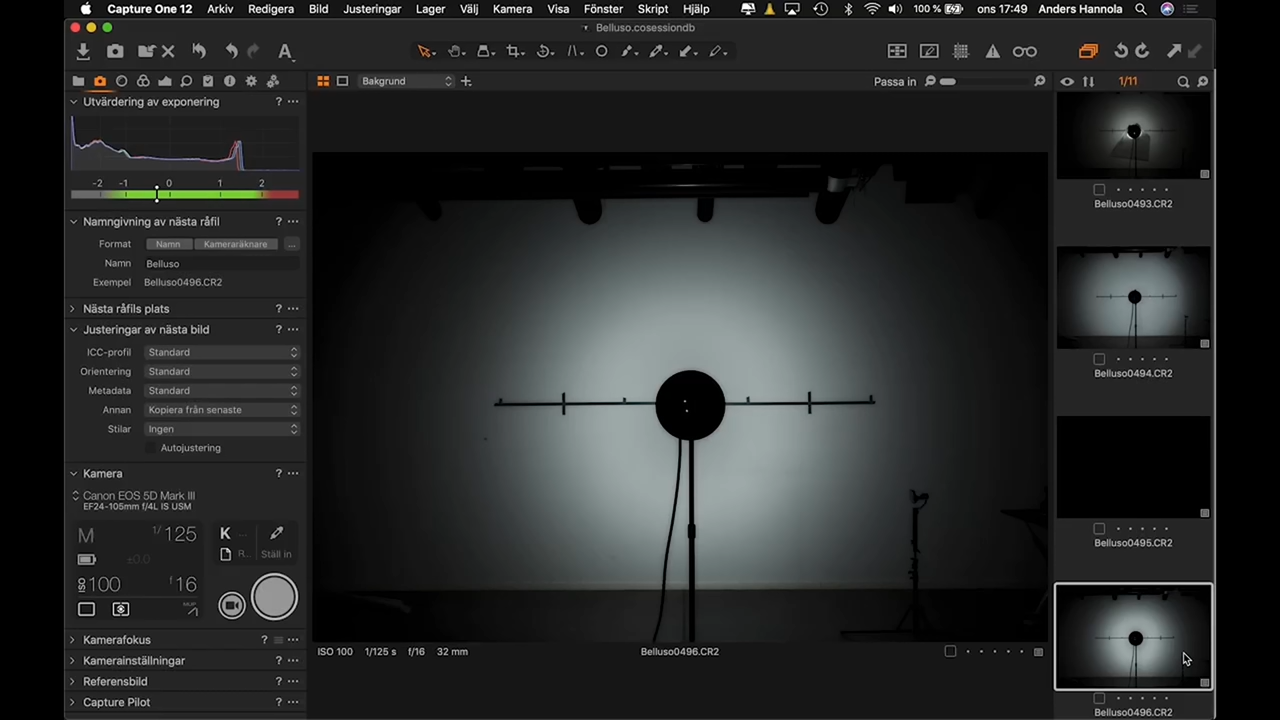 Capture One 12 Arkiv Redigera Bild Justeringar Lager Välj Kamera Visa Fönster Skript Hjälp 100 % ons 17:49 Anders Hannola
Belluso.cosessiondb
A
Bakgrund
Passa in
1/11
Utvärdering av exponering ? ...
-2 -1 0 1 2
Namngivning av nästa råfil ? ...
Format Namn Kameraräknare ...
Namn Belluso
Exempel Belluso0496.CR2
Nästa råfils plats ? ...
Justeringar av nästa bild ? ...
ICC-profil Standard
Orientering Standard
Metadata Standard
Annan Kopiera från senaste
Stilar Ingen
Autojustering
Kamera ? ...
Canon EOS 5D Mark III
EF24-105mm f/4L IS USM
M 1/125 K --
±0.0 R... Ställ in
ISO 100 f 16
MUP
Kamerafokus ? ...
Kamerainställningar ? ...
Referensbild ? ...
Capture Pilot ? ...
ISO 100 1/125 s f/16 32 mm
Belluso0496.CR2
Belluso0493.CR2
Belluso0494.CR2
Belluso0495.CR2
Belluso0496.CR2